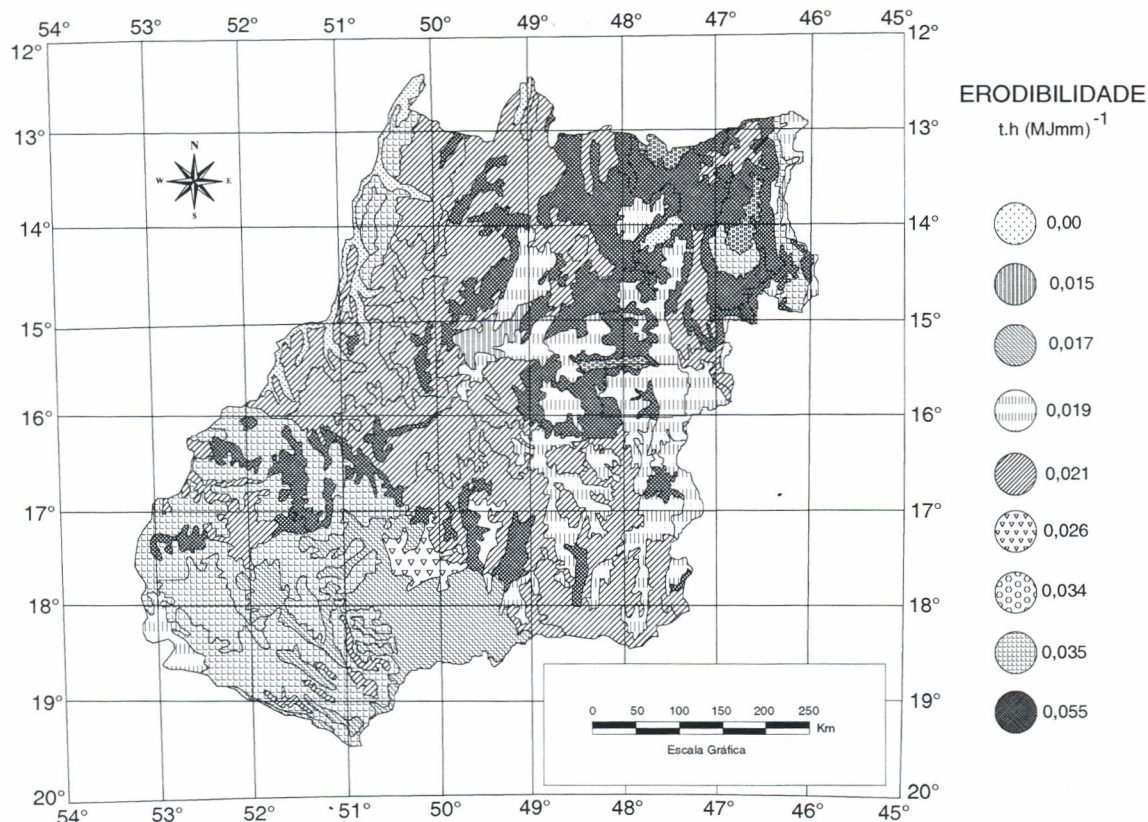 54° 53° 52° 51° 50° 49° 48° 47° 46° 45°
12° 12°
13° 13°
14° 14°
15° 15°
16° 16°
17° 17°
18° 18°
19° 19°
20° 20°
54° 53° 52° 51° 50° 49° 48° 47° 46° 45°
N
W E
S
ERODIBILIDADE
t.h (MJmm)⁻¹
0,00
0,015
0,017
0,019
0,021
0,026
0,034
0,035
0,055
0 50 100 150 200 250
Km
Escala Gráfica